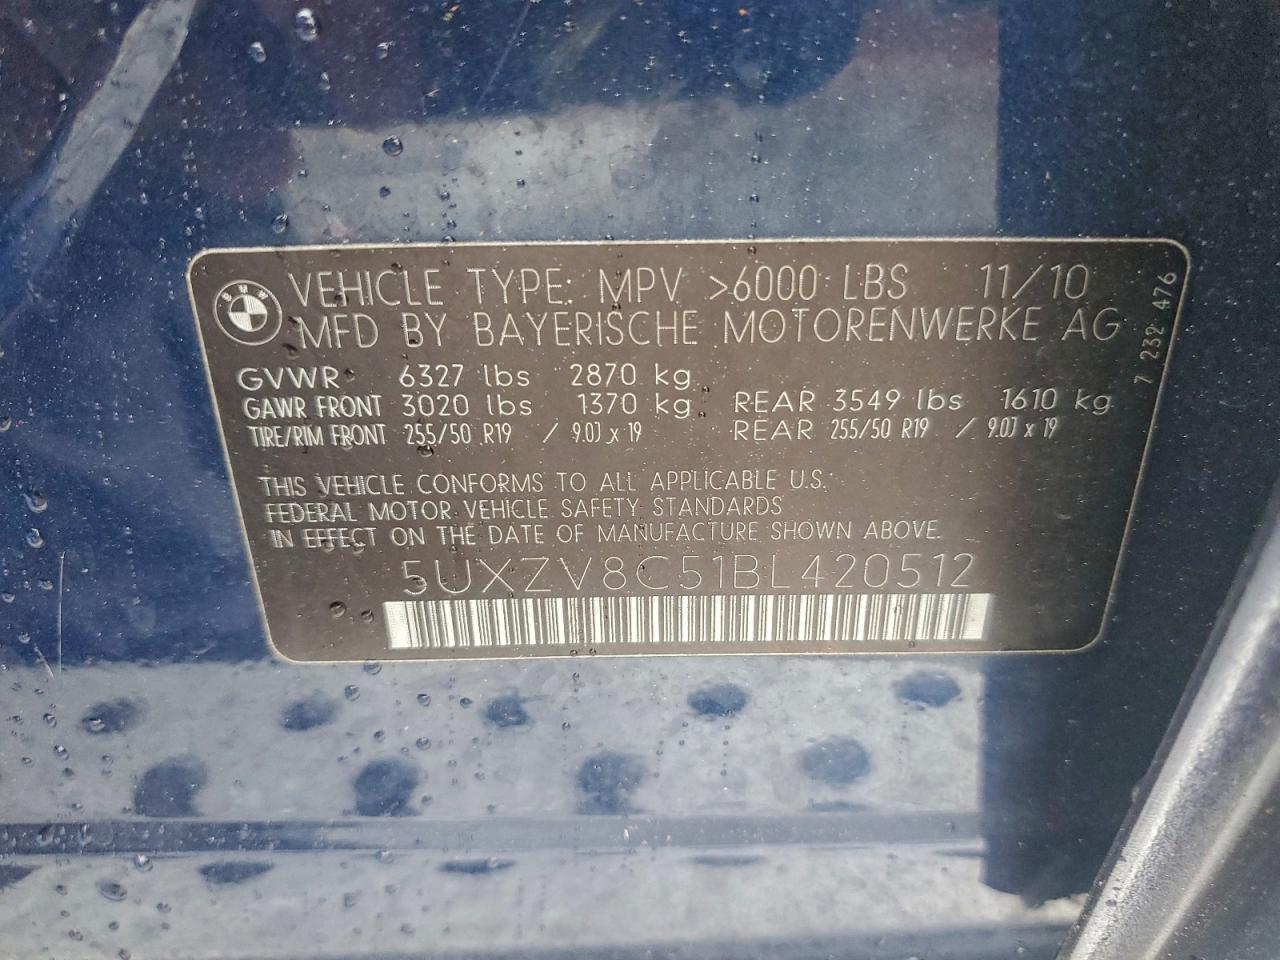 BMW
VEHICLE TYPE: MPV >6000 LBS 11/10
MFD BY BAYERISCHE MOTORENWERKE AG
GVWR 6327 lbs 2870 kg
GAWR FRONT 3020 lbs 1370 kg REAR 3549 lbs 1610 kg
TIRE/RIM FRONT 255/50 R19 / 9.0J x 19 REAR 255/50 R19 / 9.0J x 19
THIS VEHICLE CONFORMS TO ALL APPLICABLE U.S.
FEDERAL MOTOR VEHICLE SAFETY STANDARDS
IN EFFECT ON THE DATE OF MANUFACTURE SHOWN ABOVE.
5UXZV8C51BL420512
7 232 476